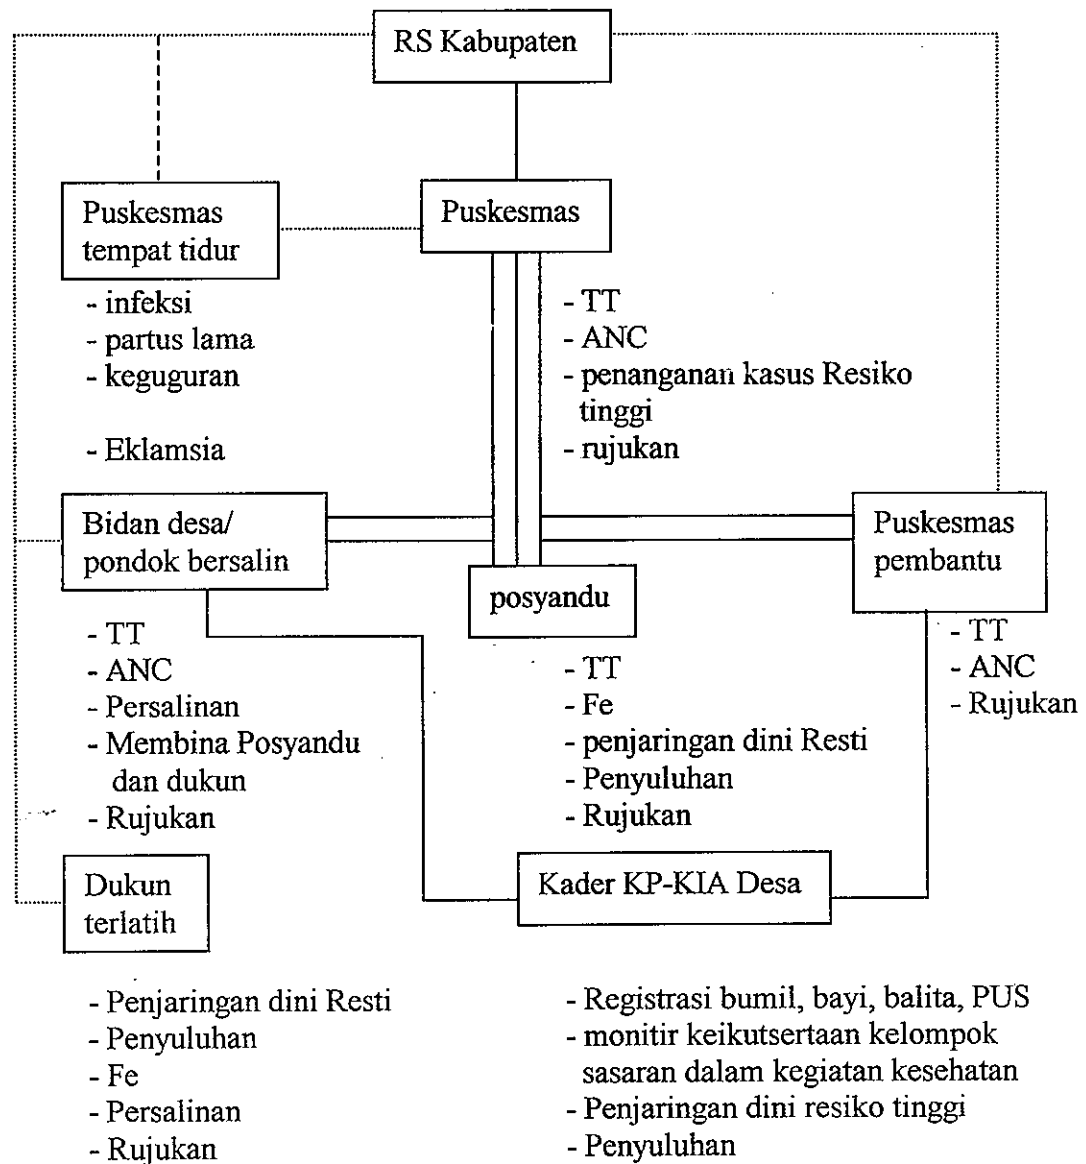 RS Kabupaten
Puskesmas
tempat tidur
Puskesmas
- infeksi
- partus lama
- keguguran
- Eklamsia
- TT
- ANC
- penanganan kasus Resiko
tinggi
- rujukan
Bidan desa/
pondok bersalin
posyandu
Puskesmas
pembantu
- TT
- ANC
- Persalinan
- Membina Posyandu
dan dukun
- Rujukan
- TT
- Fe
- penjaringan dini Resti
- Penyuluhan
- Rujukan
- TT
- ANC
- Rujukan
Dukun
terlatih
Kader KP-KIA Desa
- Penjaringan dini Resti
- Penyuluhan
- Fe
- Persalinan
- Rujukan
- Registrasi bumil, bayi, balita, PUS
- monitir keikutsertaan kelompok
sasaran dalam kegiatan kesehatan
- Penjaringan dini resiko tinggi
- Penyuluhan